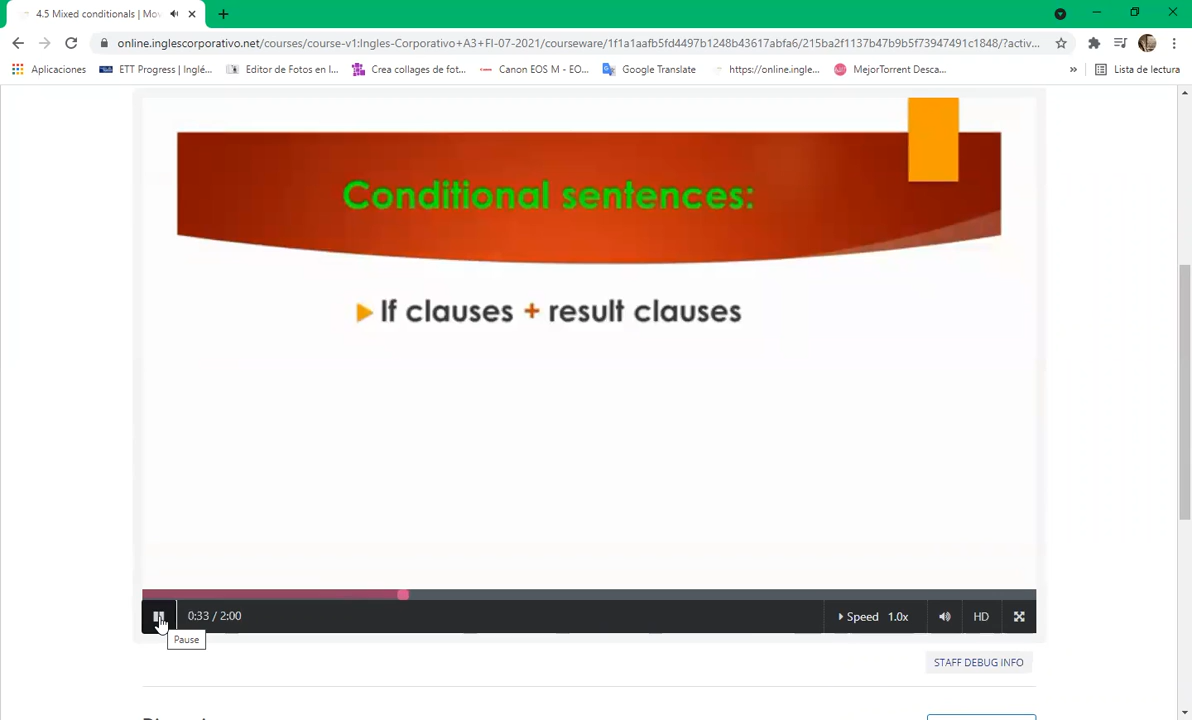 4.5 Mixed conditionals | Mov
online.inglescorporativo.net/courses/course-v1:Ingles-Corporativo+A3+FI-07-2021/courseware/1f1a1aafb5fd4497b1248b43617abfa6/215ba2f1137b47b9b5f73947491c1848/?activ...
Aplicaciones ETT Progress | Inglé... Editor de Fotos en l... Crea collages de fot... Canon EOS M - EO... Google Translate https://online.ingle... MejorTorrent Desca... » Lista de lectura
Conditional sentences:
If clauses + result clauses
0:33 / 2:00 Speed 1.0x HD
Pause
STAFF DEBUG INFO